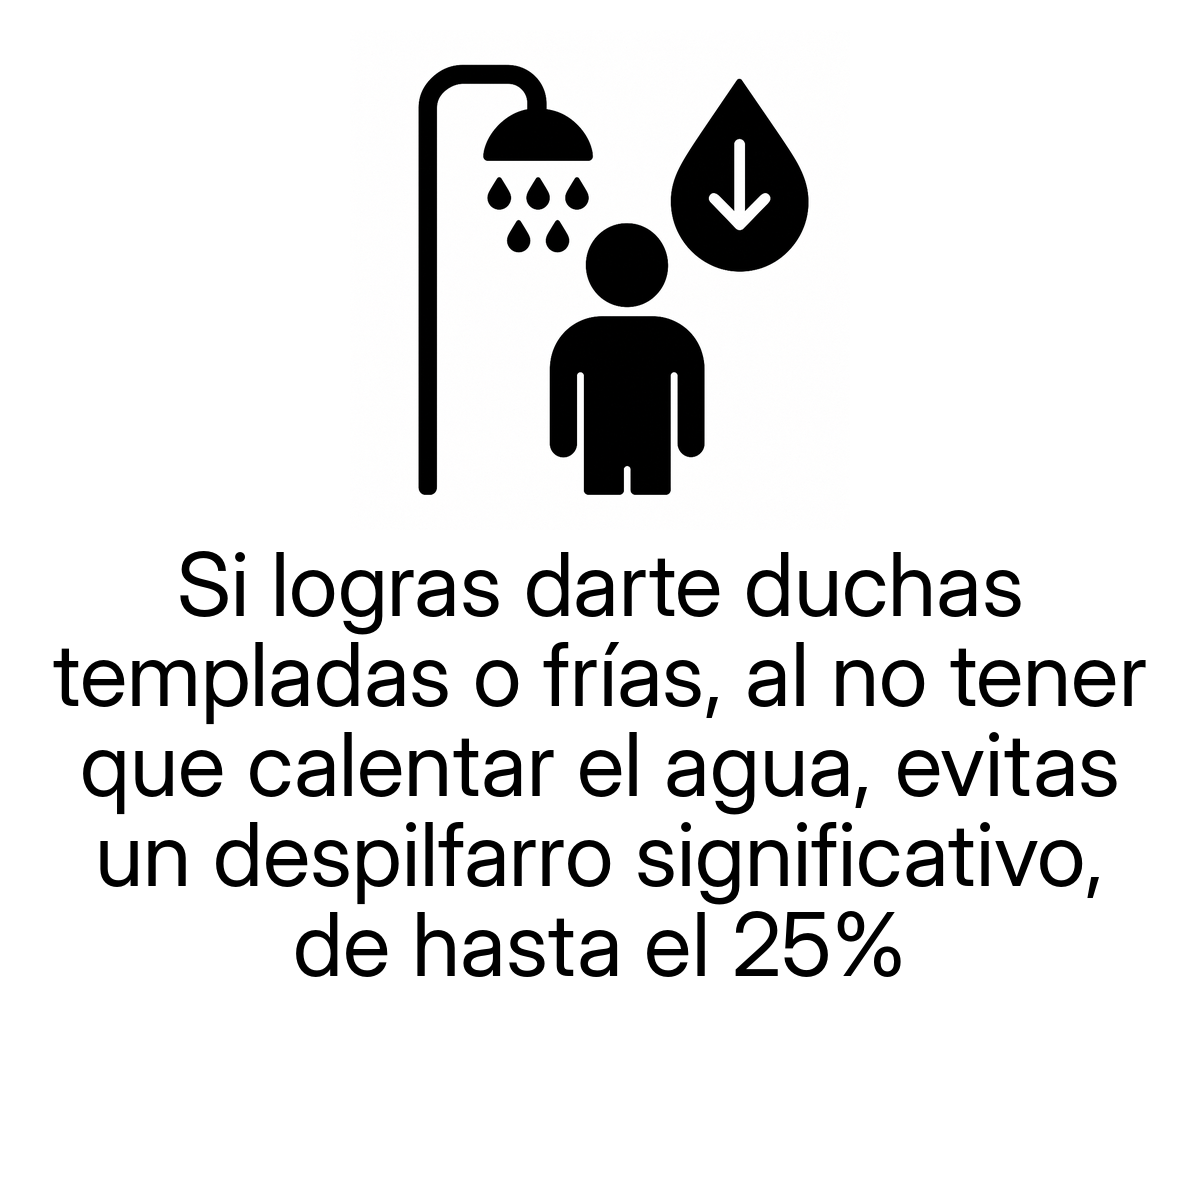 Si logras darte duchas
templadas o frías, al no tener
que calentar el agua, evitas
un despilfarro significativo,
de hasta el 25%